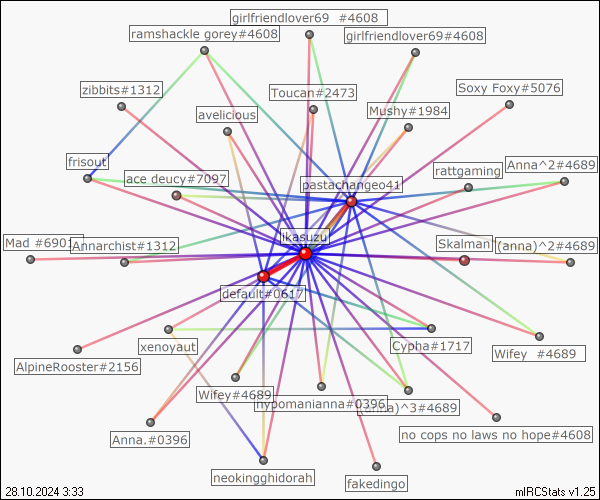 girlfriendlover69 #4608
ramshackle gorey#4608
girlfriendlover69#4608
zibbits#1312
Toucan#2473
Soxy Foxy#5076
avelicious
Mushy#1984
frisout
ace deucy#7097
pastachangeo41
rattgaming
Anna^2#4689
Mad #6901
Annarchist#1312
ikasuzu
Skalman
(anna)^2#4689
default#0617
xenoyaut
Cypha#1717
Wifey #4689
AlpineRooster#2156
Wifey#4689
hypomanianna#0396
(anna)^3#4689
Anna.#0396
no cops no laws no hope#4608
neokingghidorah
fakedingo
28.10.2024 3:33
mIRCStats v1.25